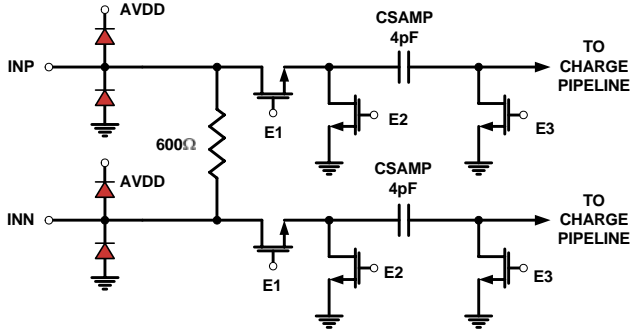 AVDD
CSAMP
4pF
TO
CHARGE
PIPELINE
INP
E1
E2
E3
600Ω
AVDD
CSAMP
4pF
TO
CHARGE
PIPELINE
INN
E1
E2
E3